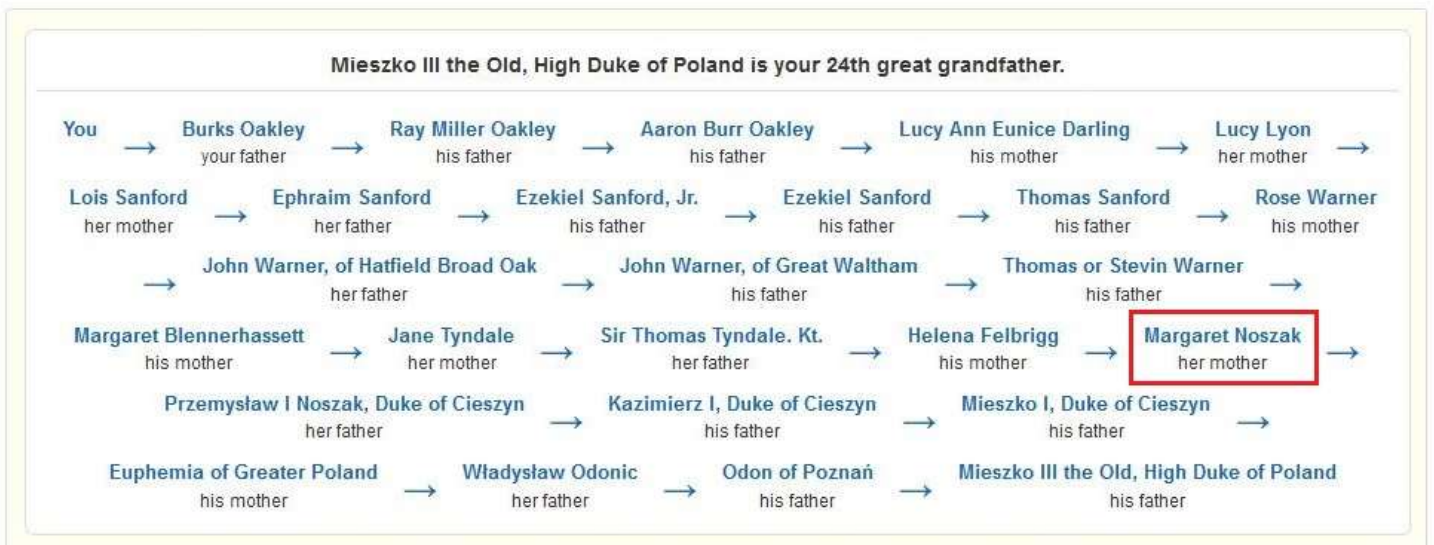 Mieszko III the Old, High Duke of Poland is your 24th great grandfather.
You → Burks Oakley → Ray Miller Oakley → Aaron Burr Oakley → Lucy Ann Eunice Darling → Lucy Lyon →
your father his father his father his mother her mother
Lois Sanford → Ephraim Sanford → Ezekiel Sanford, Jr. → Ezekiel Sanford → Thomas Sanford → Rose Warner
her mother her father his father his father his father his mother
→ John Warner, of Hatfield Broad Oak → John Warner, of Great Waltham → Thomas or Stevin Warner →
her father his father his father
Margaret Blennerhassett → Jane Tyndale → Sir Thomas Tyndale. Kt. → Helena Felbrigg → Margaret Noszak →
his mother her mother her father his mother her mother
Przemysław I Noszak, Duke of Cieszyn → Kazimierz I, Duke of Cieszyn → Mieszko I, Duke of Cieszyn →
her father his father his father
Euphemia of Greater Poland → Władysław Odonic → Odon of Poznań → Mieszko III the Old, High Duke of Poland
his mother her father his father his father